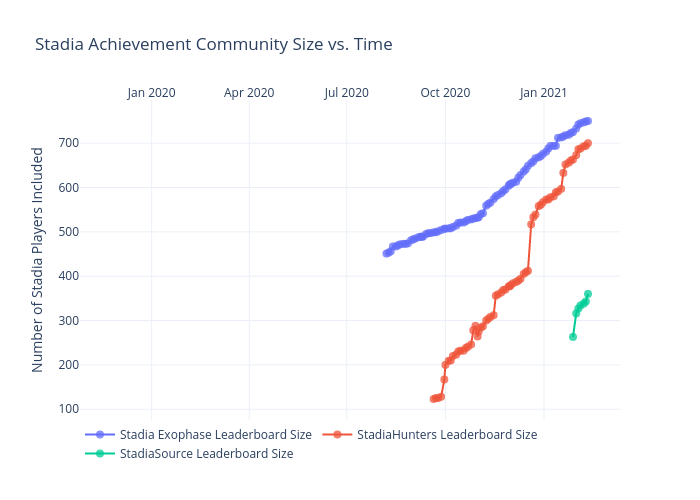 Stadia Achievement Community Size vs. Time
Jan 2020 Apr 2020 Jul 2020 Oct 2020 Jan 2021
Number of Stadia Players Included
700
600
500
400
300
200
100
Stadia Exophase Leaderboard Size StadiaHunters Leaderboard Size
StadiaSource Leaderboard Size